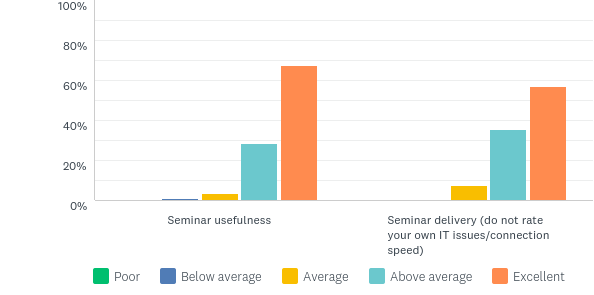 100%
80%
60%
40%
20%
0%
Seminar usefulness
Seminar delivery (do not rate
your own IT issues/connection
speed)
Poor
Below average
Average
Above average
Excellent